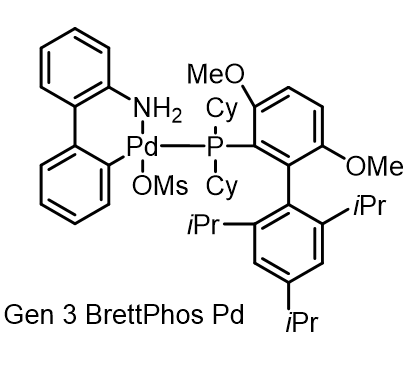 MeO
NH2 Cy
Pd P
OMe
OMs Cy
iPr iPr
Gen 3 BrettPhos Pd
iPr